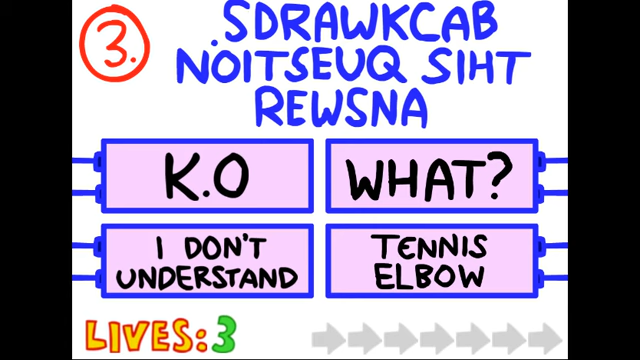 3.
.SDRAWKCAB
NOITSEUQ SIHT
REWSNA
K.O
WHAT?
I DON'T
UNDERSTAND
TENNIS
ELBOW
LIVES: 3